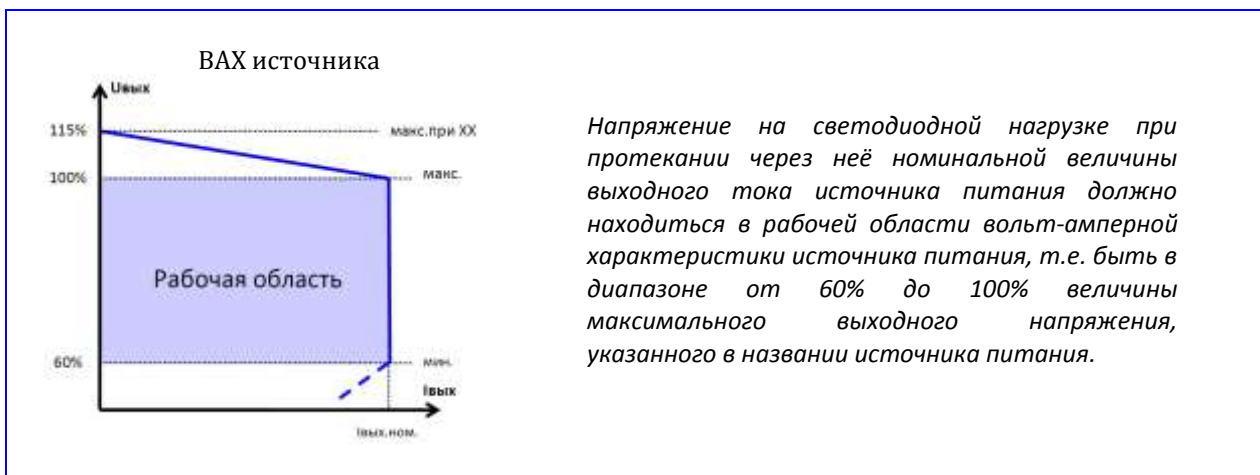 ВАХ источника
Uвых
115%
макс.при ХХ
100%
макс.
Рабочая область
60%
мин.
Iвых
Iвых.ном.
Напряжение на светодиодной нагрузке при
протекании через неё номинальной величины
выходного тока источника питания должно
находиться в рабочей области вольт-амперной
характеристики источника питания, т.е. быть в
диапазоне от 60% до 100% величины
максимального выходного напряжения,
указанного в названии источника питания.